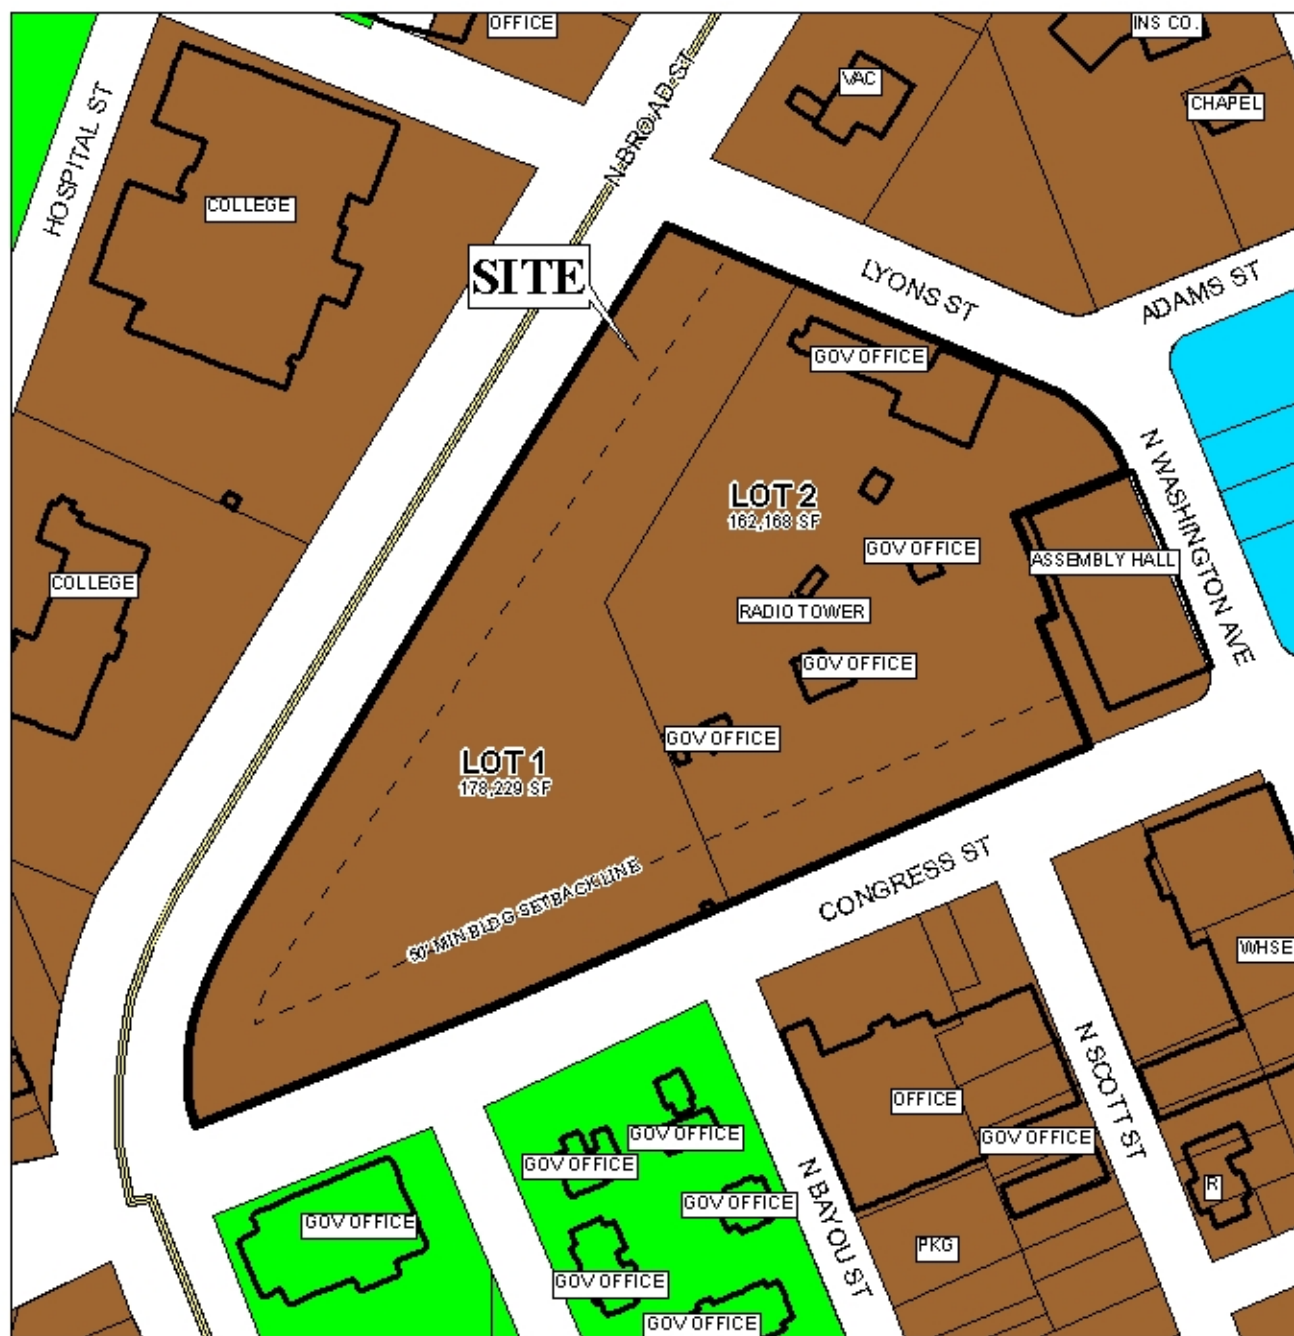 OFFICE
INS CO.
VAC
CHAPEL
HOSPITAL ST
N BROAD ST
COLLEGE
SITE
LYONS ST
ADAMS ST
GOV OFFICE
LOT 2
162,168 SF
N WASHINGTON AVE
GOV OFFICE
ASSEMBLY HALL
COLLEGE
RADIO TOWER
GOV OFFICE
GOV OFFICE
LOT 1
178,229 SF
50' MIN BLDG SETBACK LINE
CONGRESS ST
WHSE
N SCOTT ST
OFFICE
GOV OFFICE
GOV OFFICE
GOV OFFICE
R
GOV OFFICE
GOV OFFICE
N BAYOU ST
PKG
GOV OFFICE
GOV OFFICE